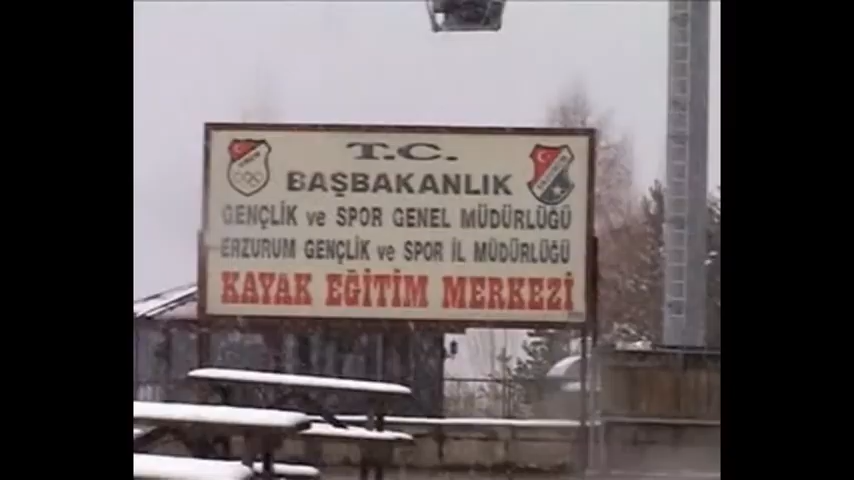 T.C.
BAŞBAKANLIK
GENÇLİK ve SPOR GENEL MÜDÜRLÜĞÜ
ERZURUM GENÇLİK ve SPOR İL MÜDÜRLÜĞÜ
KAYAK EĞİTİM MERKEZİ